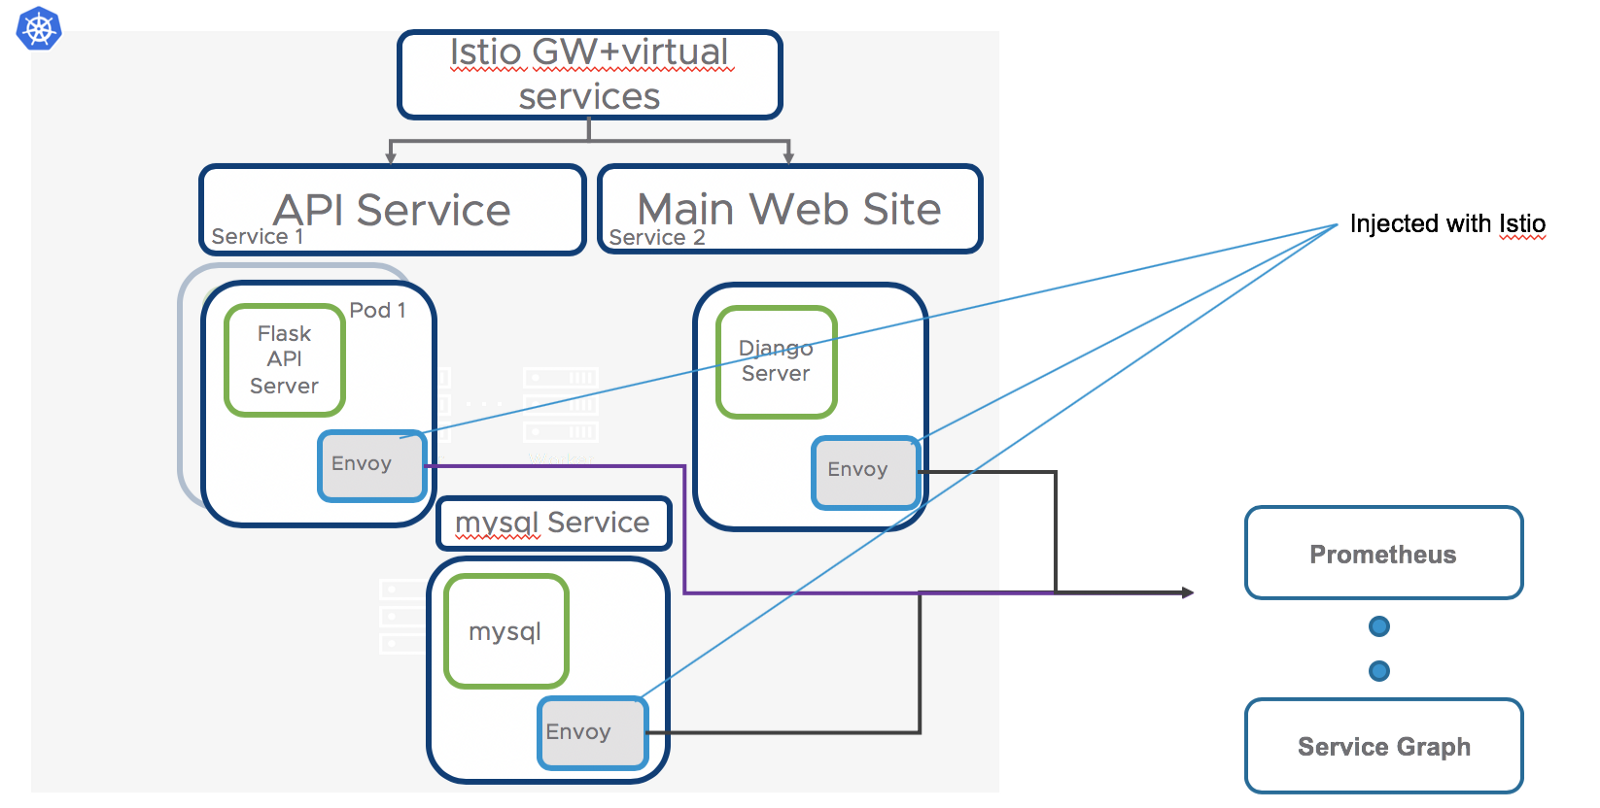 Istio GW+virtual
services
API Service
Service 1
Main Web Site
Service 2
Injected with Istio
Pod 1
Flask
API
Server
Envoy
Django
Server
Envoy
mysql Service
mysql
Envoy
Prometheus
Service Graph